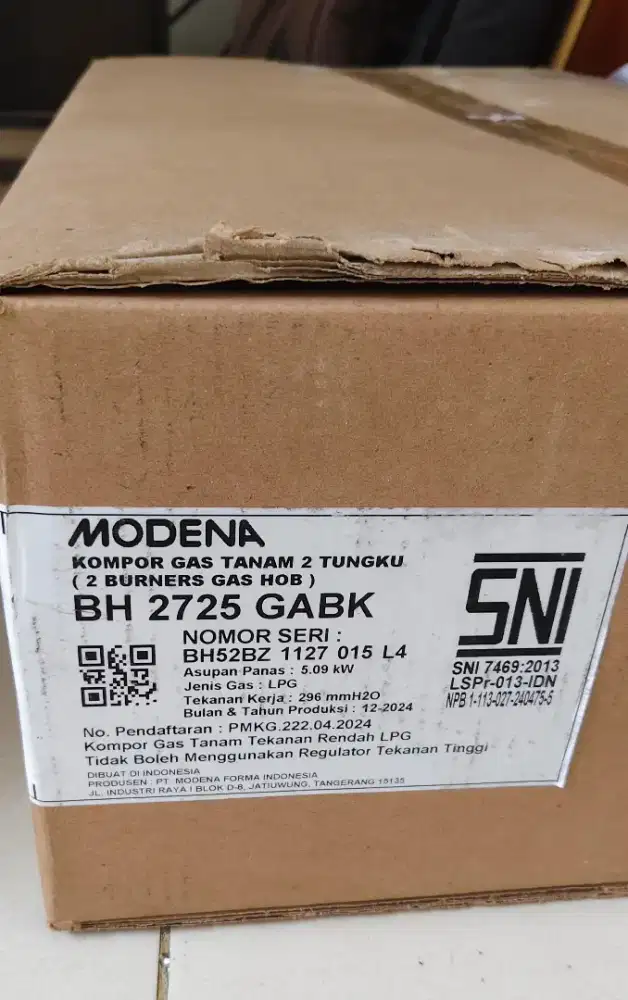 MODENA
KOMPOR GAS TANAM 2 TUNGKU
( 2 BURNERS GAS HOB )
BH 2725 GABK
NOMOR SERI :
BH52BZ 1127 015 L4
Asupan Panas : 5.09 kW
Jenis Gas : LPG
Tekanan Kerja : 296 mmH2O
Bulan & Tahun Produksi : 12-2024
No. Pendaftaran : PMKG.222.04.2024
Kompor Gas Tanam Tekanan Rendah LPG
Tidak Boleh Menggunakan Regulator Tekanan Tinggi
DIBUAT DI INDONESIA
PRODUSEN : PT. MODENA FORMA INDONESIA
JL. INDUSTRI RAYA I BLOK D-8, JATIUWUNG, TANGERANG 15135
SNI
SNI 7469:2013
LSPr-013-IDN
NPB 1-113-027-240475-5